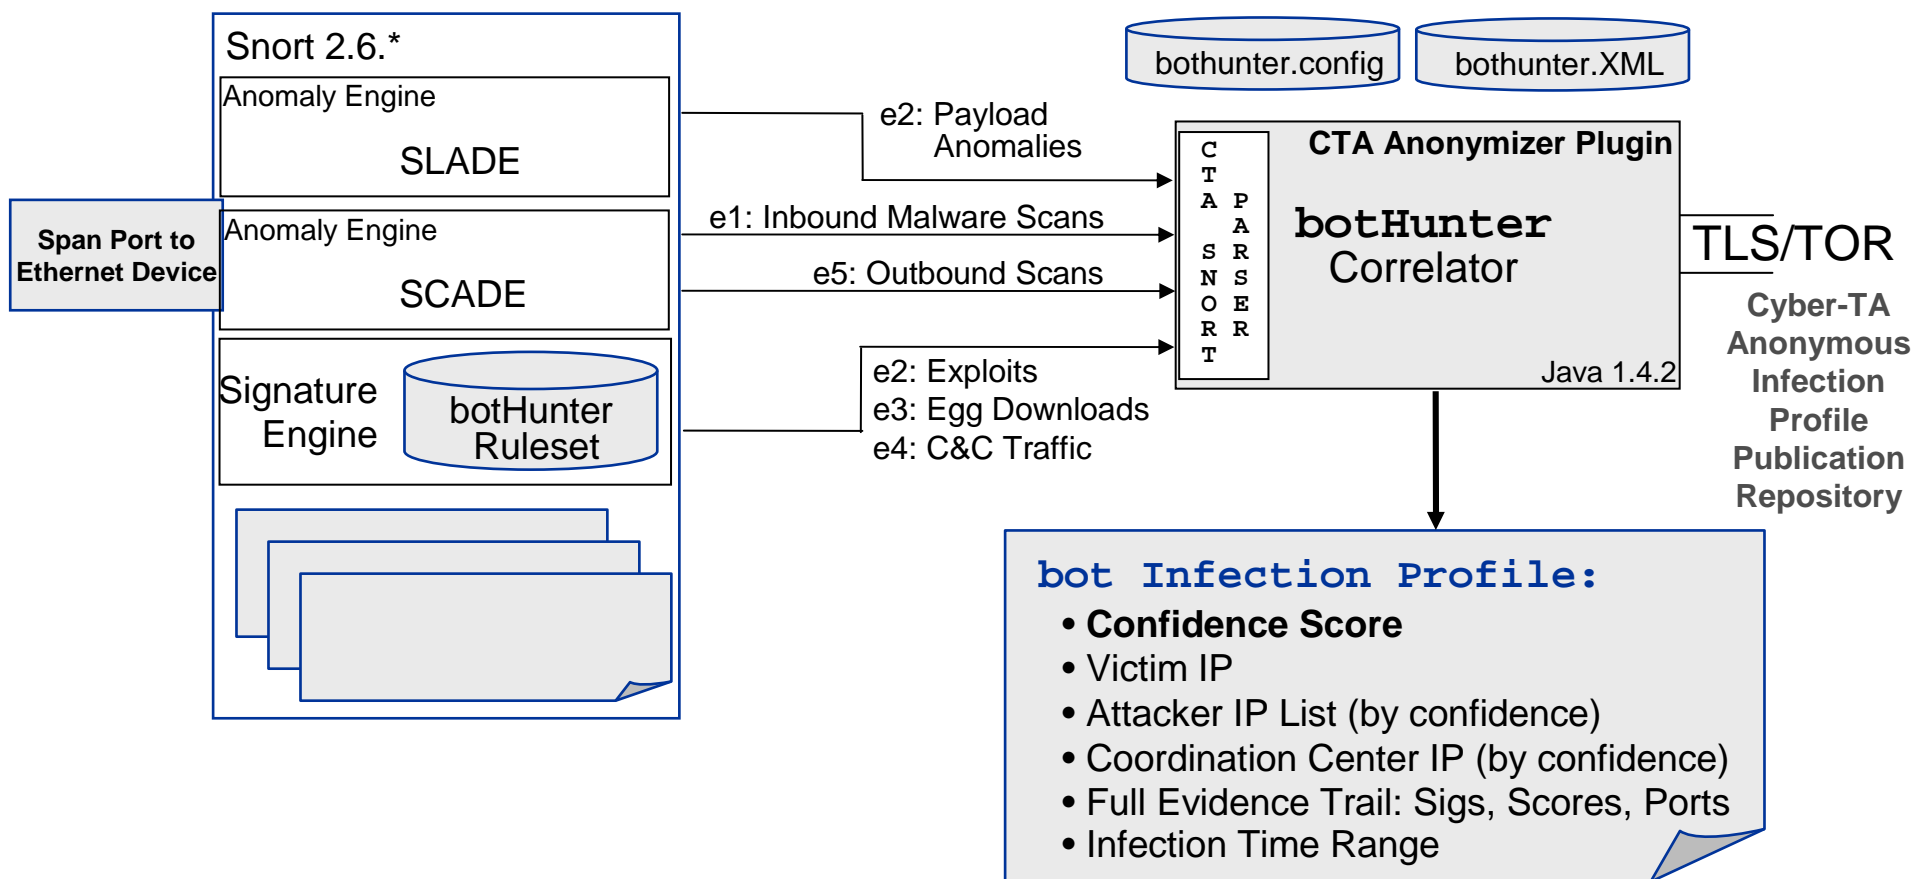 Snort 2.6.*
Anomaly Engine
SLADE
Span Port to
Ethernet Device
Anomaly Engine
SCADE
Signature
Engine
botHunter
Ruleset
e2: Payload
Anomalies
e1: Inbound Malware Scans
e5: Outbound Scans
e2: Exploits
e3: Egg Downloads
e4: C&C Traffic
bothunter.config
bothunter.XML
CTA SNORT
PARSER
CTA Anonymizer Plugin
botHunter
Correlator
Java 1.4.2
TLS/TOR
Cyber-TA
Anonymous
Infection
Profile
Publication
Repository
bot Infection Profile:
• Confidence Score
• Victim IP
• Attacker IP List (by confidence)
• Coordination Center IP (by confidence)
• Full Evidence Trail: Sigs, Scores, Ports
• Infection Time Range